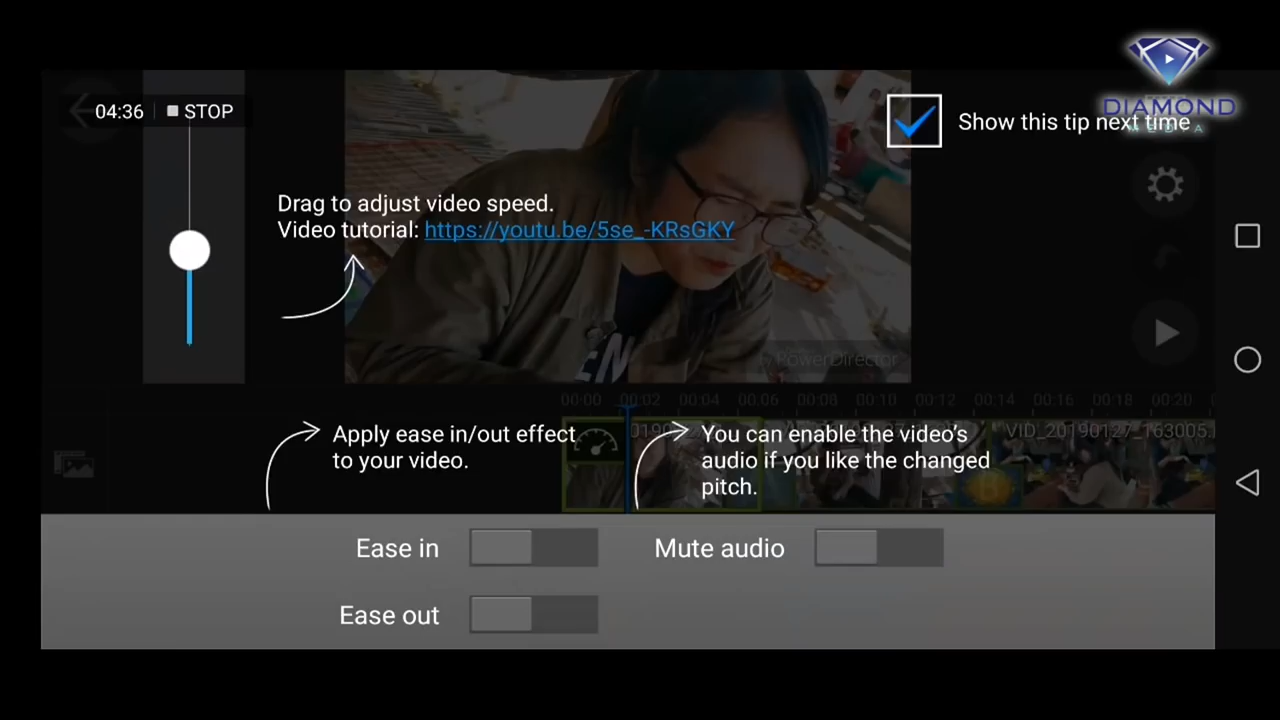 DIAMOND
MEDIA
04:36 STOP
Show this tip next time
Drag to adjust video speed.
Video tutorial: https://youtu.be/5se_-KRsGKY
PowerDirector
00:00 00:02 00:04 00:06 00:08 00:10 00:12 00:14 00:16 00:18 00:20
VID_20190127_163005.
Apply ease in/out effect
to your video.
You can enable the video's
audio if you like the changed
pitch.
Ease in
Mute audio
Ease out